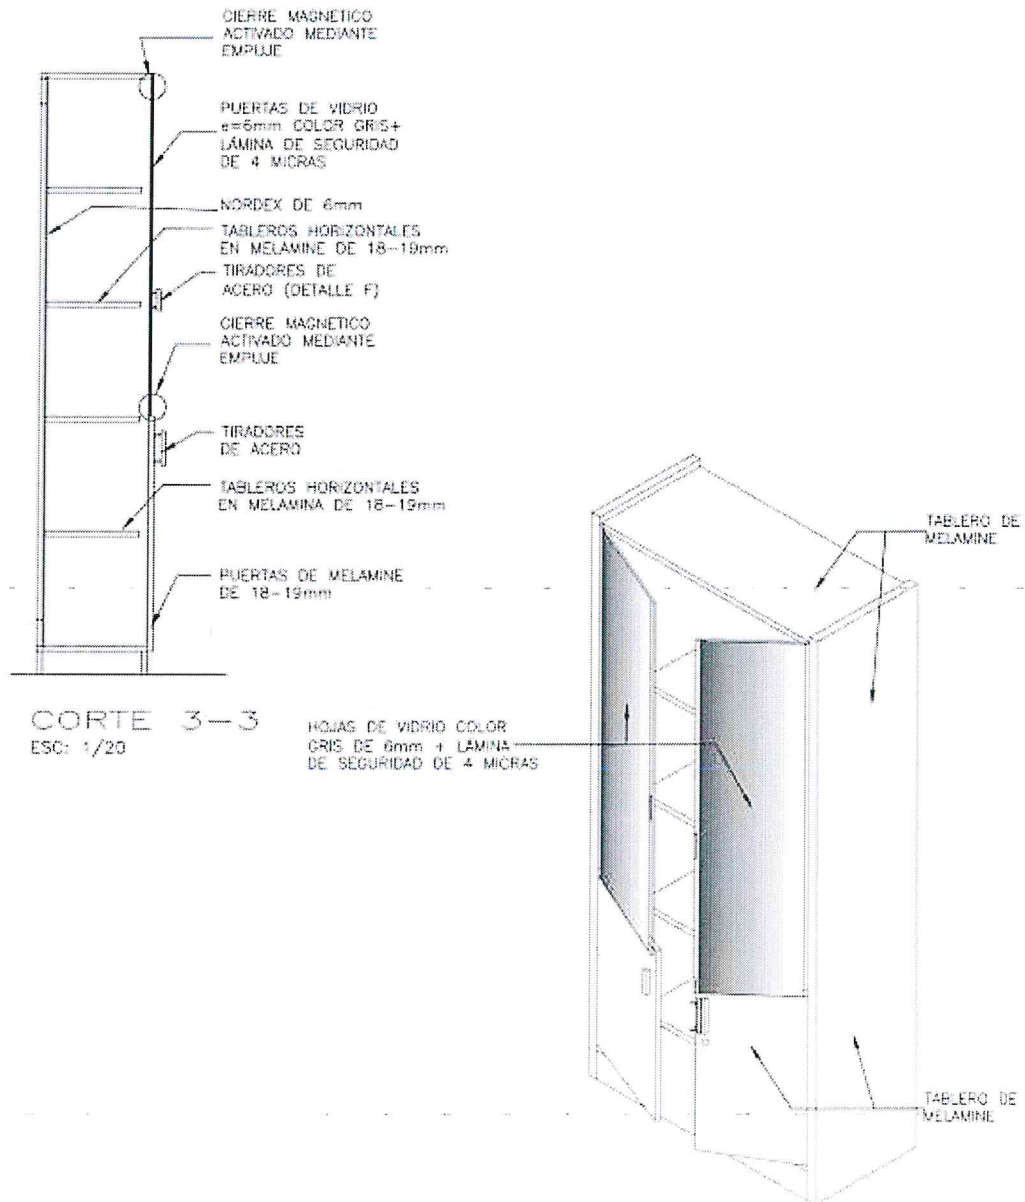 CIERRE MAGNETICO
ACTIVADO MEDIANTE
EMPUJE
PUERTAS DE VIDRIO
e=6mm COLOR GRIS+
LÁMINA DE SEGURIDAD
DE 4 MICRAS
NORDEX DE 6mm
TABLEROS HORIZONTALES
EN MELAMINE DE 18-19mm
TIRADORES DE
ACERO (DETALLE F)
CIERRE MAGNETICO
ACTIVADO MEDIANTE
EMPUJE
TIRADORES
DE ACERO
TABLEROS HORIZONTALES
EN MELAMINA DE 18-19mm
PUERTAS DE MELAMINE
DE 18-19mm
CORTE 3-3
ESC: 1/20
HOJAS DE VIDRIO COLOR
GRIS DE 6mm + LAMINA
DE SEGURIDAD DE 4 MICRAS
TABLERO DE
MELAMINE
TABLERO DE
MELAMINE